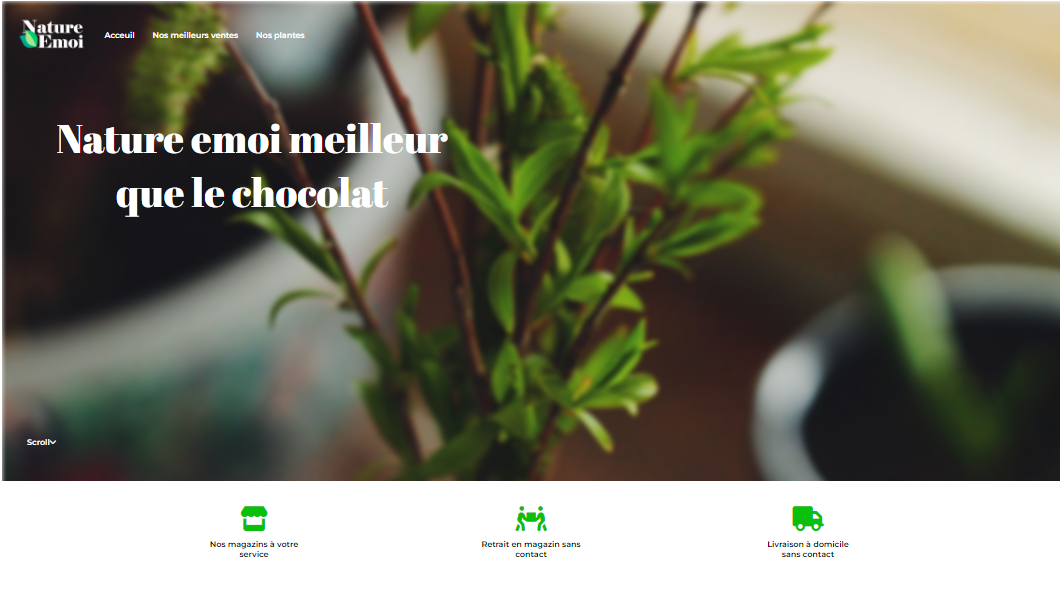 Nature
Emoi
Acceuil Nos meilleurs ventes Nos plantes
Nature emoi meilleur
que le chocolat
Scroll
Nos magazins à votre
service
Retrait en magazin sans
contact
Livraison à domicile
sans contact